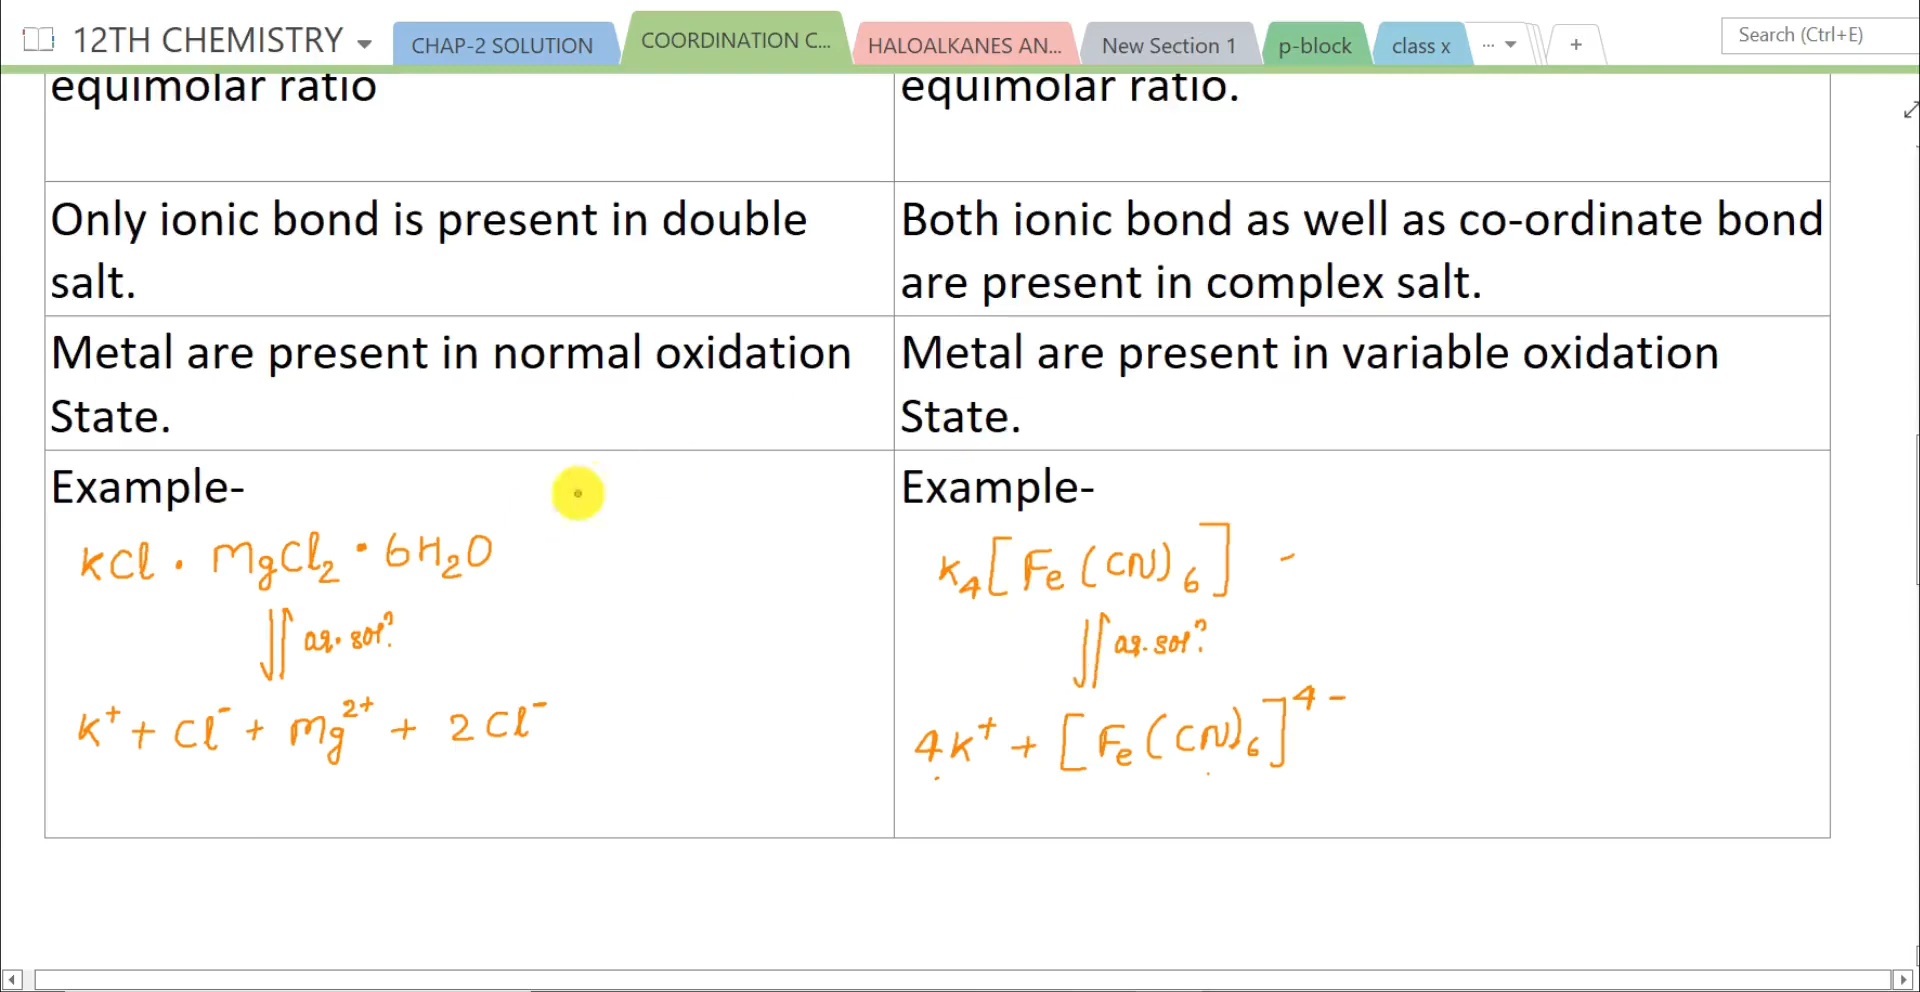 12TH CHEMISTRY
CHAP-2 SOLUTION
COORDINATION C...
HALOALKANES AN...
New Section 1
p-block
class x
...
+
Search (Ctrl+E)
equimolar ratio
equimolar ratio.
Only ionic bond is present in double
salt.
Both ionic bond as well as co-ordinate bond
are present in complex salt.
Metal are present in normal oxidation
State.
Metal are present in variable oxidation
State.
Example-
KCl · MgCl₂ · 6H₂O
aq. solⁿ.
K⁺ + Cl⁻ + Mg²⁺ + 2Cl⁻
Example-
K₄[Fe(CN)₆] -
aq. solⁿ.
4K⁺ + [Fe(CN)₆]⁴⁻